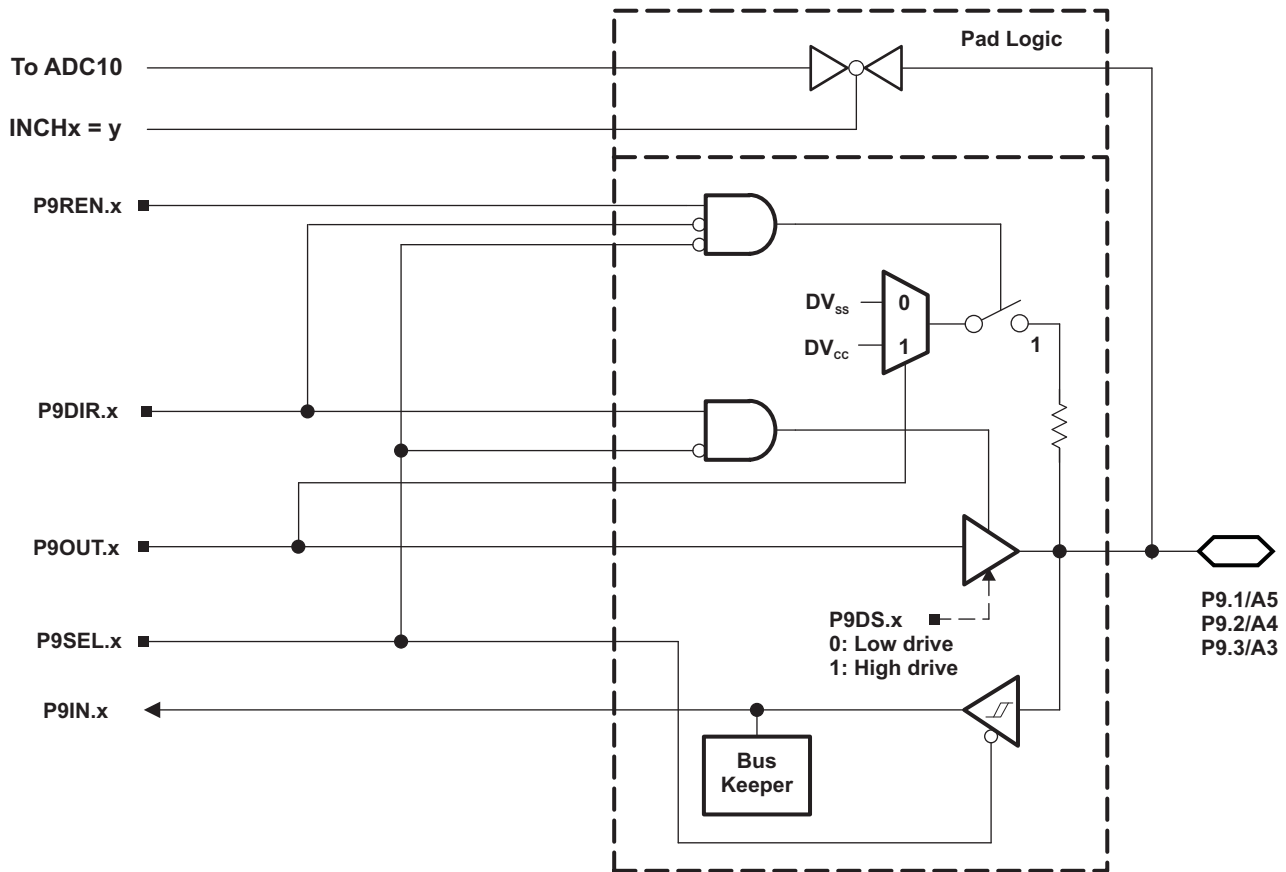 Pad Logic
To ADC10
INCHx = y
P9REN.x
DVss
0
DVcc
1
1
P9DIR.x
P9OUT.x
P9DS.x
0: Low drive
1: High drive
P9.1/A5
P9.2/A4
P9.3/A3
P9SEL.x
P9IN.x
Bus
Keeper